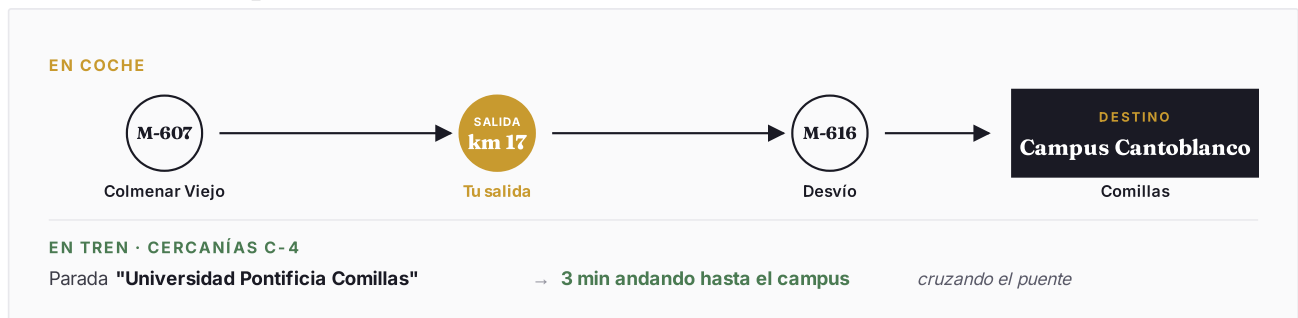 EN COCHE
M-607
SALIDA
km 17
M-616
DESTINO
Campus Cantoblanco
Colmenar Viejo
Tu salida
Desvío
Comillas
EN TREN · CERCANÍAS C-4
Parada "Universidad Pontificia Comillas" → 3 min andando hasta el campus cruzando el puente